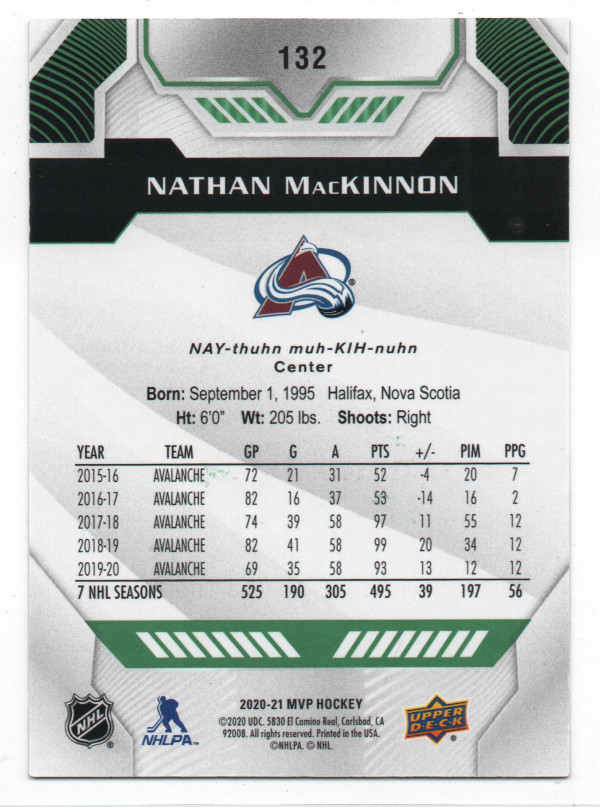 132
NATHAN MACKINNON
NAY-thuhn muh-KIH-nuhn
Center
Born: September 1, 1995 Halifax, Nova Scotia
Ht: 6'0" Wt: 205 lbs. Shoots: Right
YEAR TEAM GP G A PTS +/- PIM PPG
2015-16 AVALANCHE 72 21 31 52 -4 20 7
2016-17 AVALANCHE 82 16 37 53 -14 16 2
2017-18 AVALANCHE 74 39 58 97 11 55 12
2018-19 AVALANCHE 82 41 58 99 20 34 12
2019-20 AVALANCHE 69 35 58 93 13 12 12
7 NHL SEASONS 525 190 305 495 39 197 56
NHL
NHLPA™
2020-21 MVP HOCKEY
©2020 UDC. 5830 El Camino Real, Carlsbad, CA
92008. All rights reserved. Printed in the USA.
©NHLPA. © NHL.
UPPER
DECK